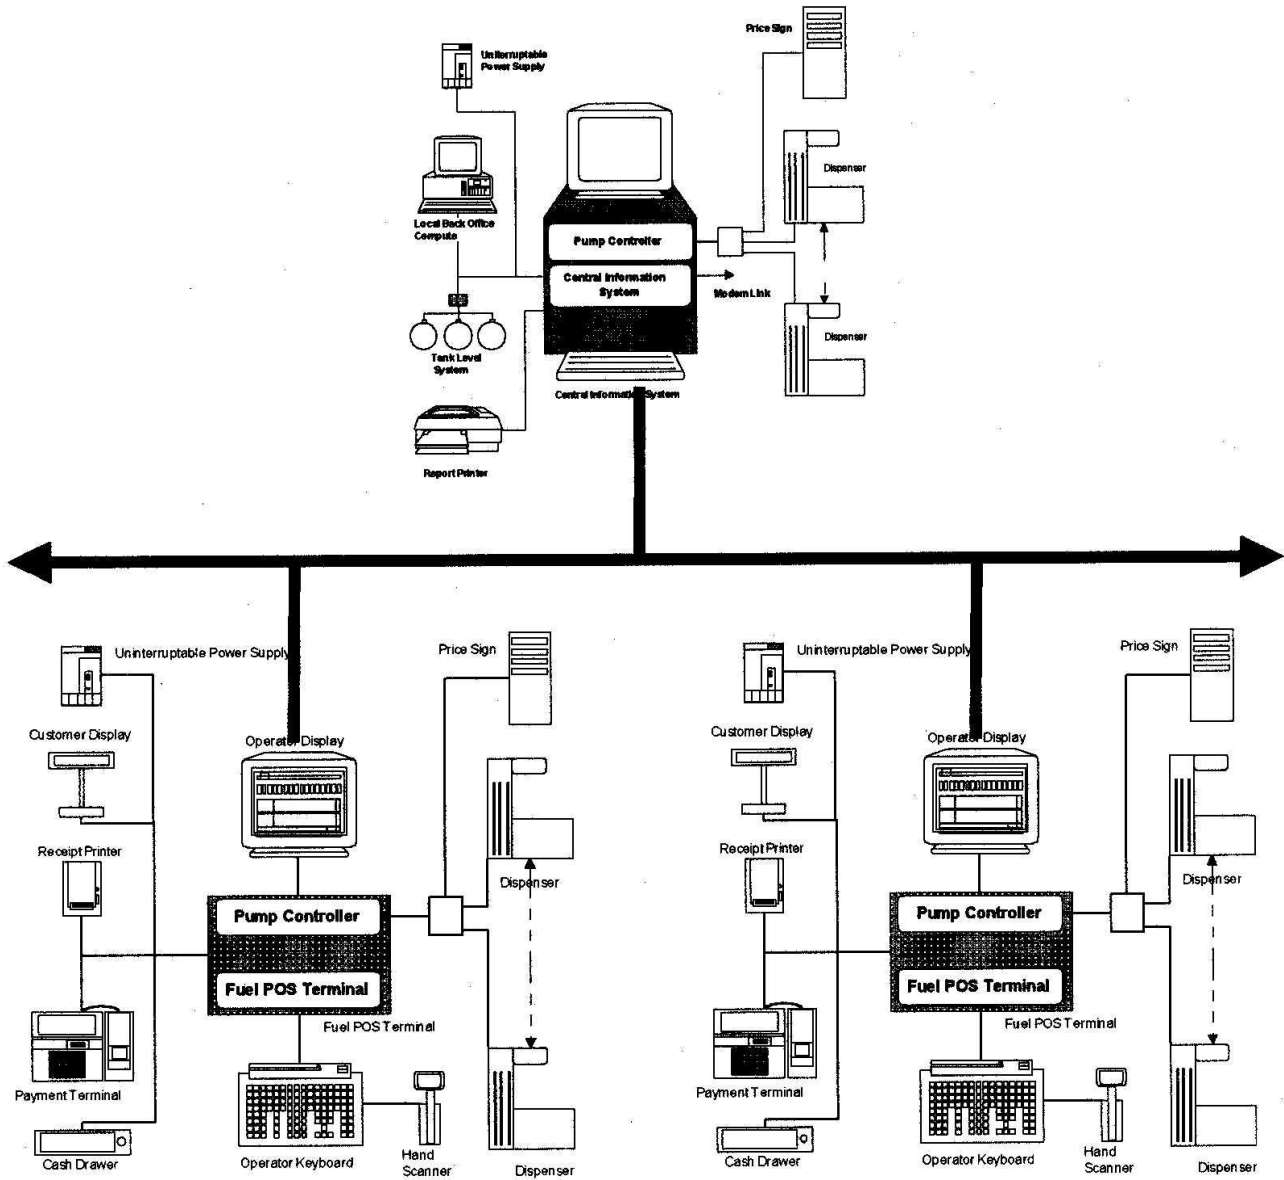 Price Sign
Uniterruptable
Power Supply
Dispenser
Local Back Office
Compute
Pump Controller
Central Information
System
Modem Link
Dispenser
Tank Level
System
Central Information System
Report Printer
Uninterruptable Power Supply
Price Sign
Customer Display
Operator Display
Receipt Printer
Dispenser
Pump Controller
Fuel POS Terminal
Fuel POS Terminal
Payment Terminal
Cash Drawer
Operator Keyboard
Hand
Scanner
Dispenser
Uninterruptable Power Supply
Price Sign
Customer Display
Operator Display
Receipt Printer
Dispenser
Pump Controller
Fuel POS Terminal
Fuel POS Terminal
Payment Terminal
Cash Drawer
Operator Keyboard
Hand
Scanner
Dispenser